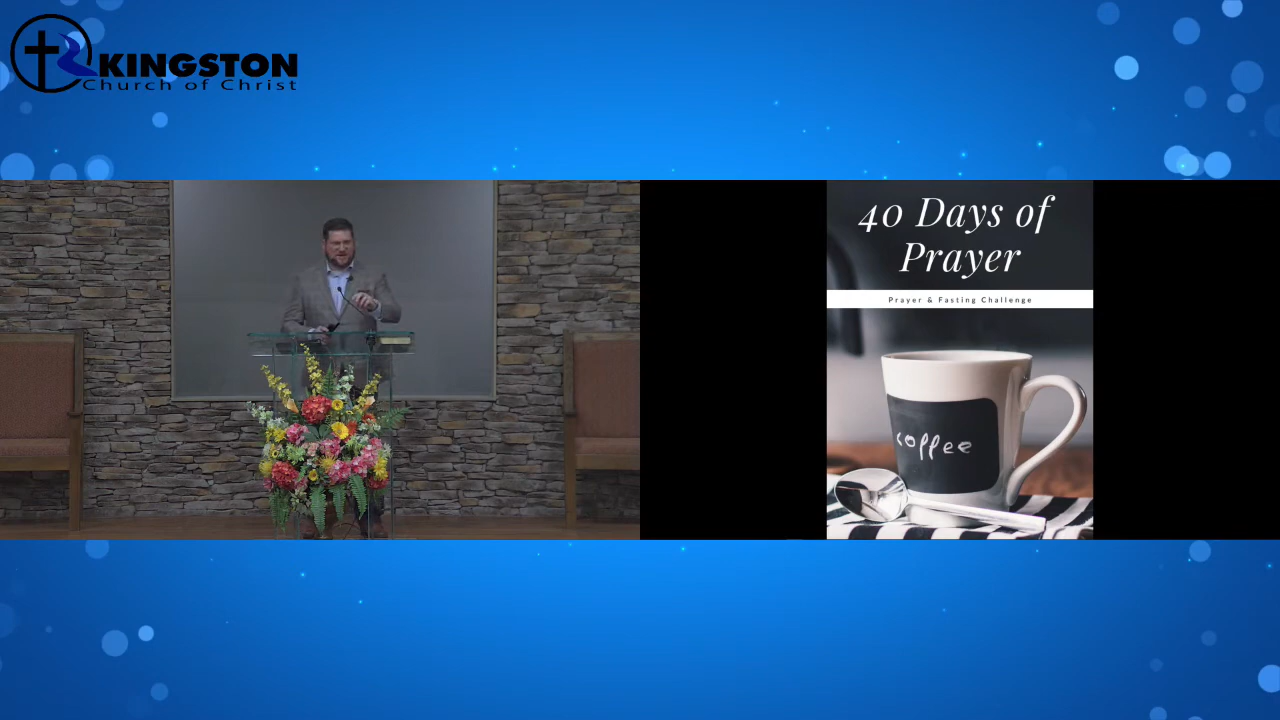 KINGSTON
Church of Christ
40 Days of
Prayer
Prayer & Fasting Challenge
coffee